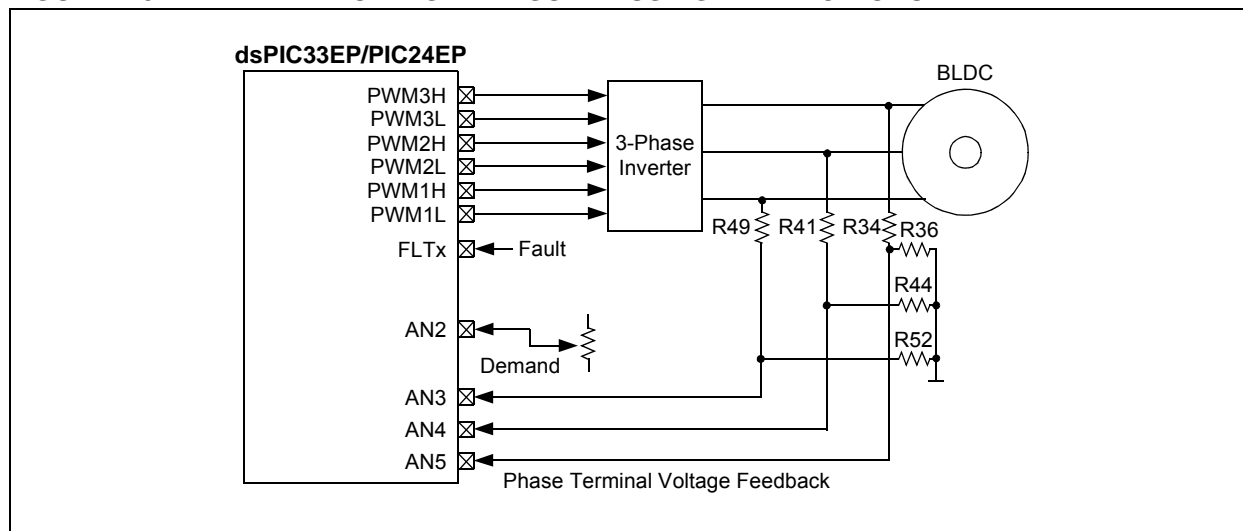 dsPIC33EP/PIC24EP
BLDC
PWM3H
PWM3L
PWM2H
PWM2L
PWM1H
PWM1L
3-Phase
Inverter
R49
R41
R34
R36
FLTx
Fault
R44
AN2
Demand
R52
AN3
AN4
AN5
Phase Terminal Voltage Feedback